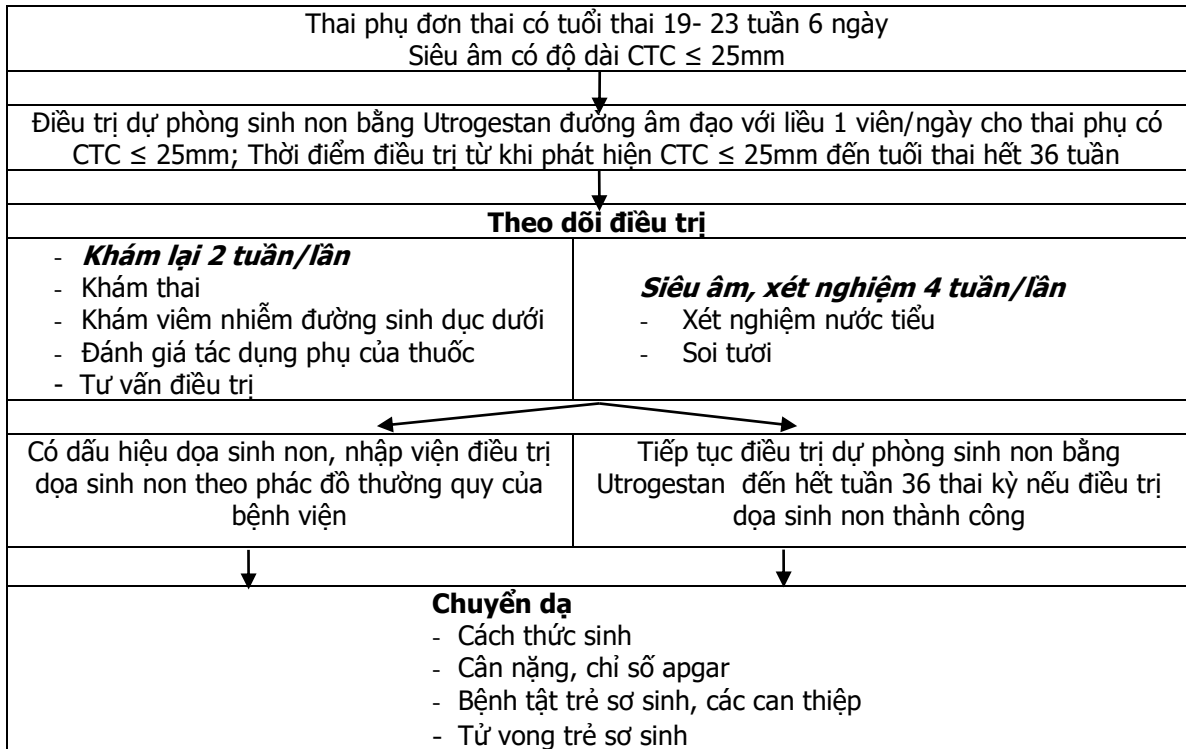 Thai phụ đơn thai có tuổi thai 19- 23 tuần 6 ngày
Siêu âm có độ dài CTC ≤ 25mm
Điều trị dự phòng sinh non bằng Utrogestan đường âm đạo với liều 1 viên/ngày cho thai phụ có
CTC ≤ 25mm; Thời điểm điều trị từ khi phát hiện CTC ≤ 25mm đến tuổi thai hết 36 tuần
Theo dõi điều trị
- Khám lại 2 tuần/lần
- Khám thai
- Khám viêm nhiễm đường sinh dục dưới
- Đánh giá tác dụng phụ của thuốc
- Tư vấn điều trị
Siêu âm, xét nghiệm 4 tuần/lần
- Xét nghiệm nước tiểu
- Soi tươi
Có dấu hiệu dọa sinh non, nhập viện điều trị
dọa sinh non theo phác đồ thường quy của
bệnh viện
Tiếp tục điều trị dự phòng sinh non bằng
Utrogestan đến hết tuần 36 thai kỳ nếu điều trị
dọa sinh non thành công
Chuyển dạ
- Cách thức sinh
- Cân nặng, chỉ số apgar
- Bệnh tật trẻ sơ sinh, các can thiệp
- Tử vong trẻ sơ sinh